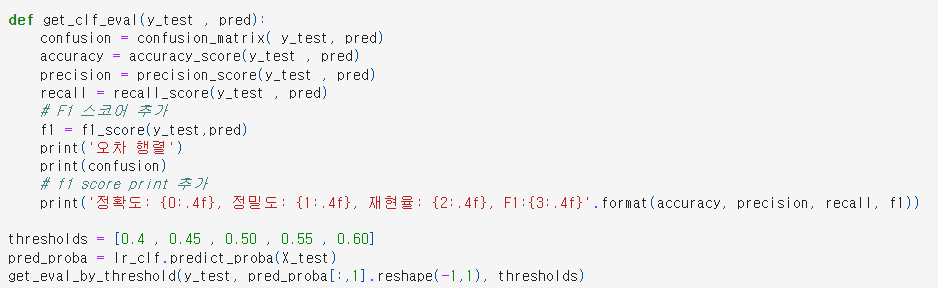 def get_clf_eval(y_test , pred):
    confusion = confusion_matrix( y_test, pred)
    accuracy = accuracy_score(y_test , pred)
    precision = precision_score(y_test , pred)
    recall = recall_score(y_test , pred)
    # F1 스코어 추가
    f1 = f1_score(y_test,pred)
    print('오차 행렬')
    print(confusion)
    # f1 score print 추가
    print('정확도: {0:.4f}, 정밀도: {1:.4f}, 재현율: {2:.4f}, F1:{3:.4f}'.format(accuracy, precision, recall, f1))

thresholds = [0.4 , 0.45 , 0.50 , 0.55 , 0.60]
pred_proba = lr_clf.predict_proba(X_test)
get_eval_by_threshold(y_test, pred_proba[:,1].reshape(-1,1), thresholds)